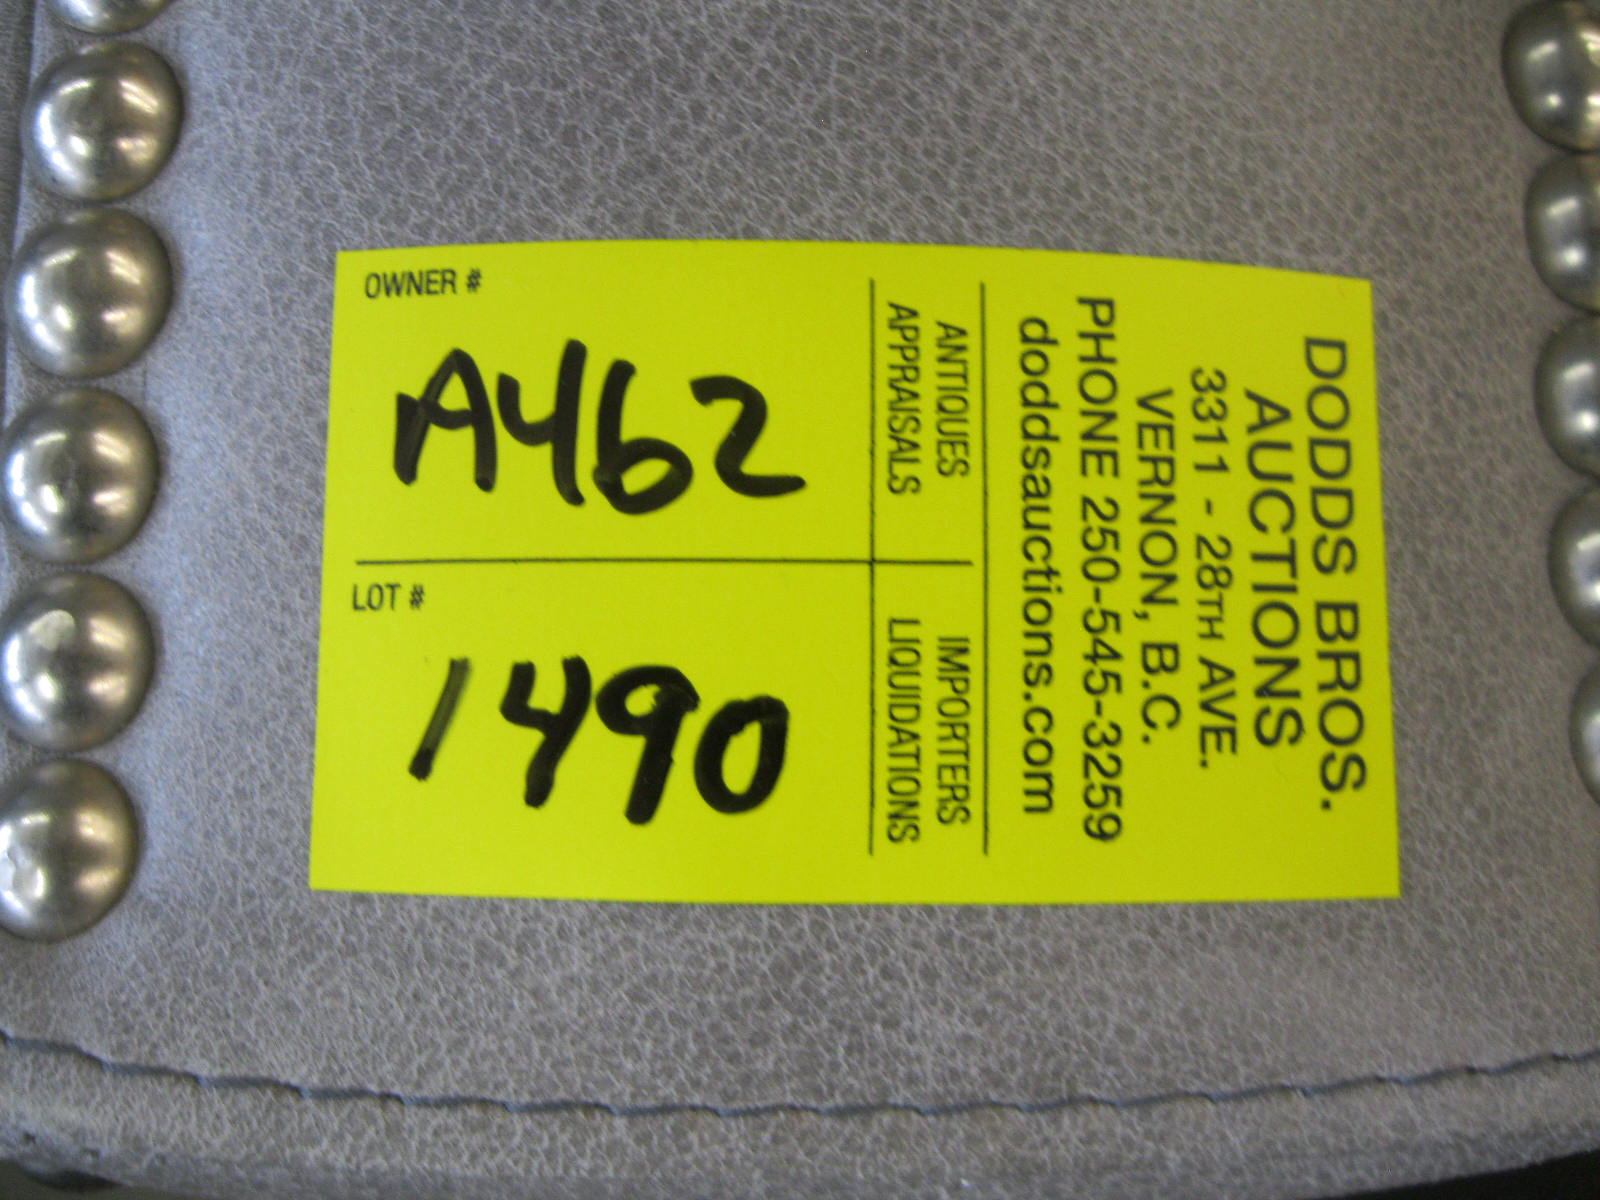 DODDS BROS.
AUCTIONS
3311 - 28TH AVE.
VERNON, B.C.
PHONE 250-545-3259
doddsauctions.com
ANTIQUES
APPRAISALS
IMPORTERS
LIQUIDATIONS
OWNER #
A462
LOT #
1490